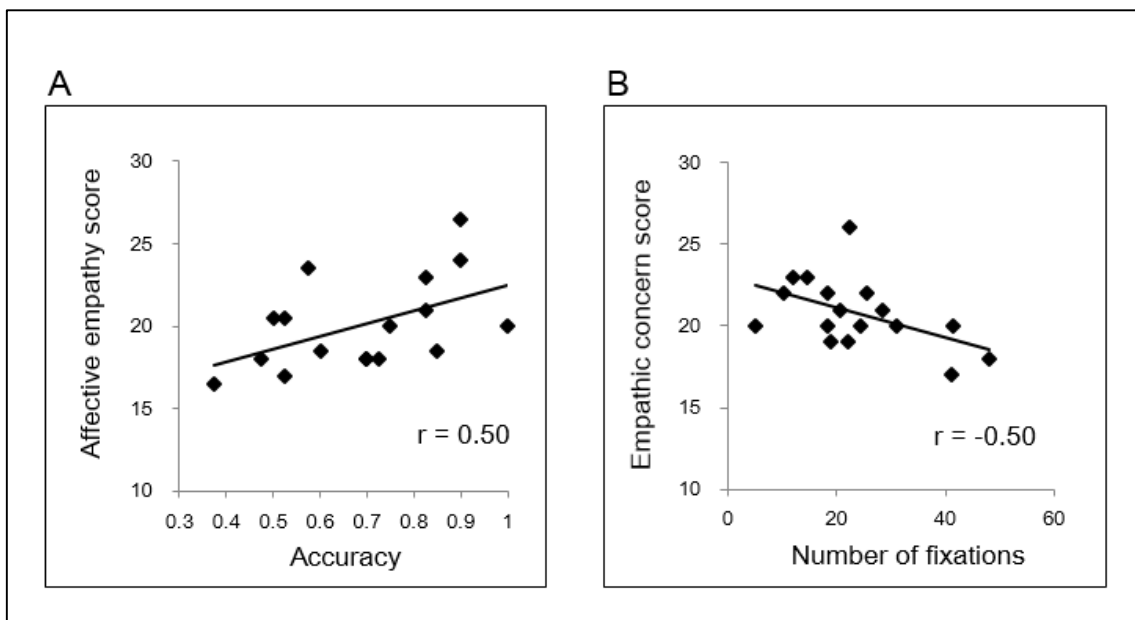 A
Affective empathy score
30
25
20
15
10
r = 0.50
0.3 0.4 0.5 0.6 0.7 0.8 0.9 1
Accuracy
B
Empathic concern score
30
25
20
15
10
r = -0.50
0 20 40 60
Number of fixations